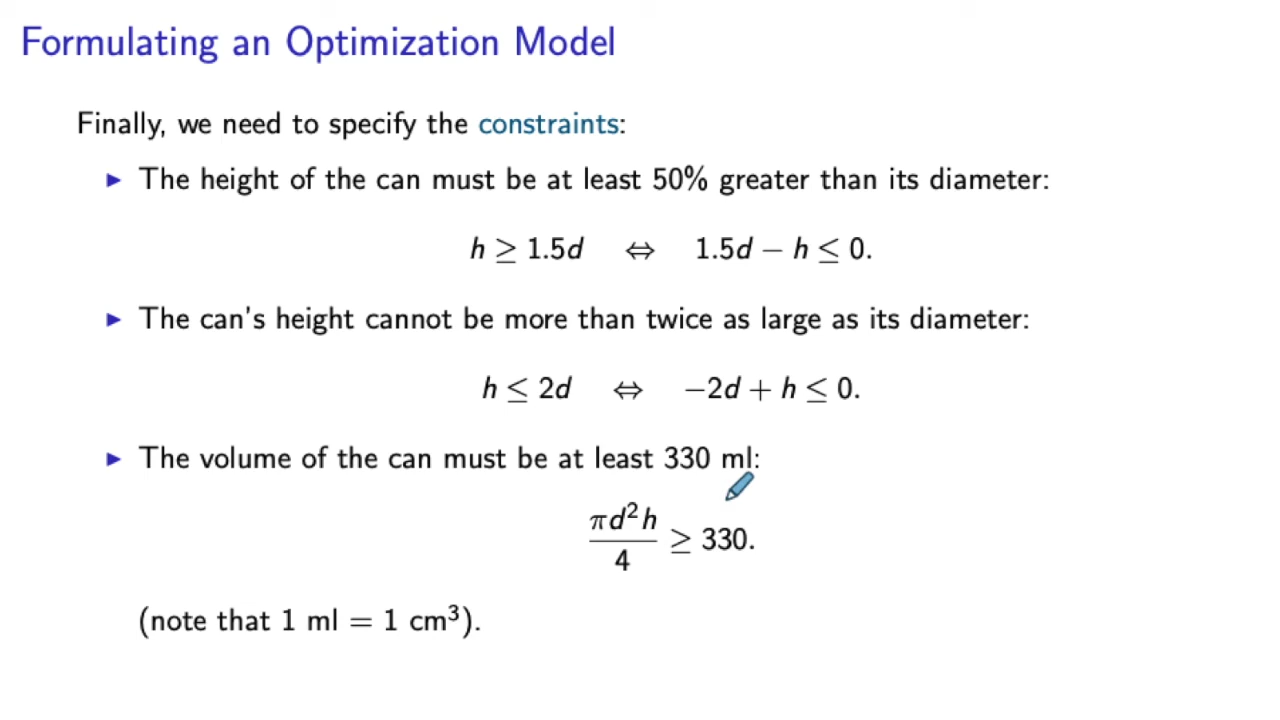 Formulating an Optimization Model
Finally, we need to specify the constraints:
▶ The height of the can must be at least 50% greater than its diameter:
h ≥ 1.5d ⇔ 1.5d − h ≤ 0.
▶ The can's height cannot be more than twice as large as its diameter:
h ≤ 2d ⇔ −2d + h ≤ 0.
▶ The volume of the can must be at least 330 ml:
πd²h/4 ≥ 330.
(note that 1 ml = 1 cm³).